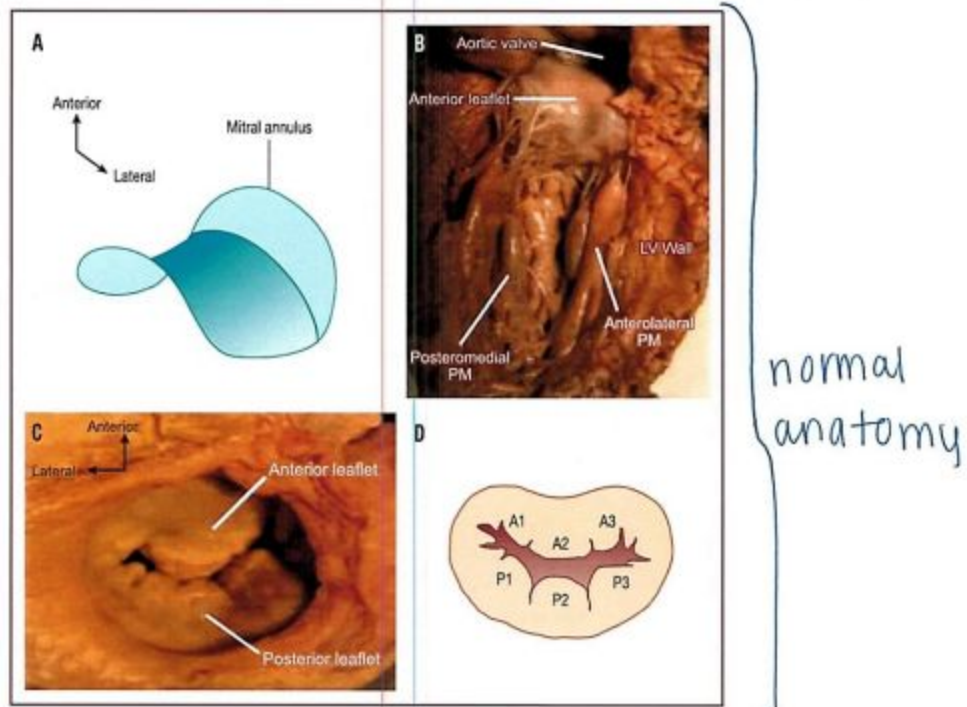 A
Anterior
Mitral annulus
Lateral
B
Aortic valve
Anterior leaflet
LV Wall
Anterolateral
PM
Posteromedial
PM
C
Anterior
Lateral
Anterior leaflet
Posterior leaflet
D
A1
A3
A2
P1
P3
P2
normal
anatomy